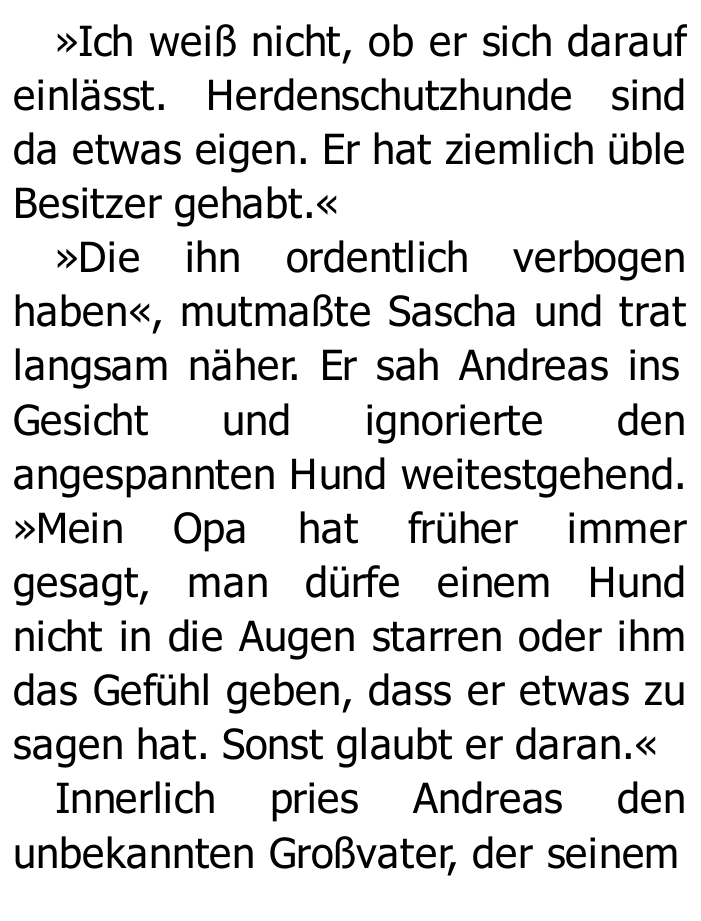 »Ich weiß nicht, ob er sich darauf
einlässt. Herdenschutzhunde sind
da etwas eigen. Er hat ziemlich üble
Besitzer gehabt.«
»Die ihn ordentlich verbogen
haben«, mutmaßte Sascha und trat
langsam näher. Er sah Andreas ins
Gesicht und ignorierte den
angespannten Hund weitestgehend.
»Mein Opa hat früher immer
gesagt, man dürfe einem Hund
nicht in die Augen starren oder ihm
das Gefühl geben, dass er etwas zu
sagen hat. Sonst glaubt er daran.«
Innerlich pries Andreas den
unbekannten Großvater, der seinem